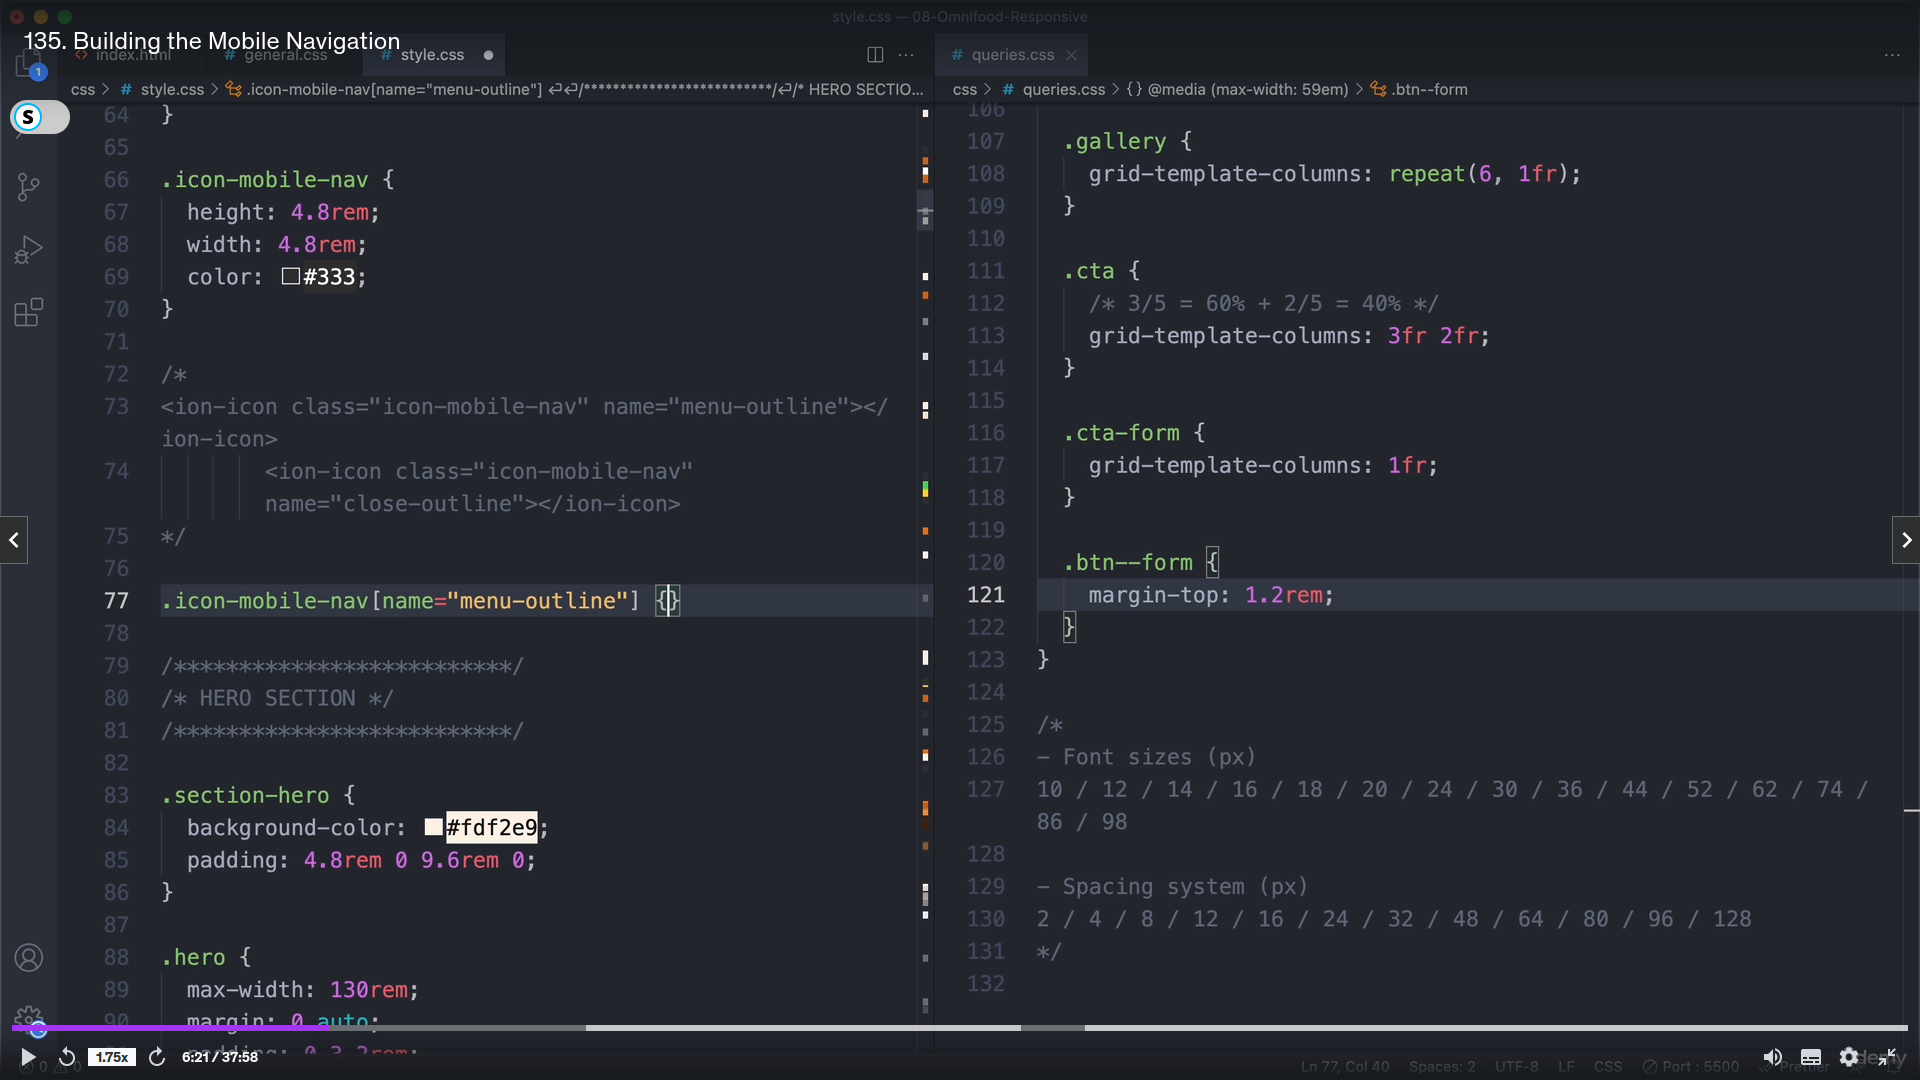 style.css — 08-Omnifood-Responsive
135. Building the Mobile Navigation
index.html
# general.css
# style.css
# queries.css
1
css > # style.css > .icon-mobile-nav[name="menu-outline"] ↵↵/**************************/↵/* HERO SECTIO...
css > # queries.css > {} @media (max-width: 59em) > .btn--form
S
64 }
65
66 .icon-mobile-nav {
67 height: 4.8rem;
68 width: 4.8rem;
69 color: #333;
70 }
71
72 /*
73 <ion-icon class="icon-mobile-nav" name="menu-outline"></
ion-icon>
74 <ion-icon class="icon-mobile-nav"
name="close-outline"></ion-icon>
75 */
76
77 .icon-mobile-nav[name="menu-outline"] {}
78
79 /**************************/
80 /* HERO SECTION */
81 /**************************/
82
83 .section-hero {
84 background-color: #fdf2e9;
85 padding: 4.8rem 0 9.6rem 0;
86 }
87
88 .hero {
89 max-width: 130rem;
90 margin: 0 auto;
padding: 0 3.2rem;
106
107 .gallery {
108 grid-template-columns: repeat(6, 1fr);
109 }
110
111 .cta {
112 /* 3/5 = 60% + 2/5 = 40% */
113 grid-template-columns: 3fr 2fr;
114 }
115
116 .cta-form {
117 grid-template-columns: 1fr;
118 }
119
120 .btn--form {
121 margin-top: 1.2rem;
122 }
123 }
124
125 /*
126 - Font sizes (px)
127 10 / 12 / 14 / 16 / 18 / 20 / 24 / 30 / 36 / 44 / 52 / 62 / 74 /
86 / 98
128
129 - Spacing system (px)
130 2 / 4 / 8 / 12 / 16 / 24 / 32 / 48 / 64 / 80 / 96 / 128
131 */
132
1.75x
6:21 / 37:58
0 0
Ln 77, Col 40 Spaces: 2 UTF-8 LF CSS Port : 5500 Prettier